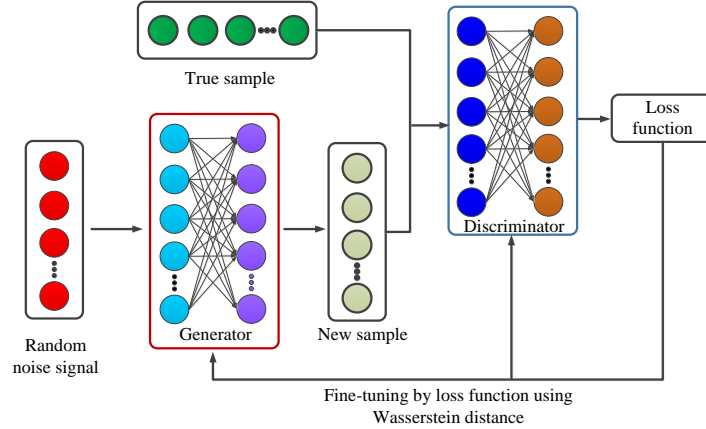 True sample
Loss
function
Discriminator
Generator
New sample
Random
noise signal
Fine-tuning by loss function using
Wasserstein distance